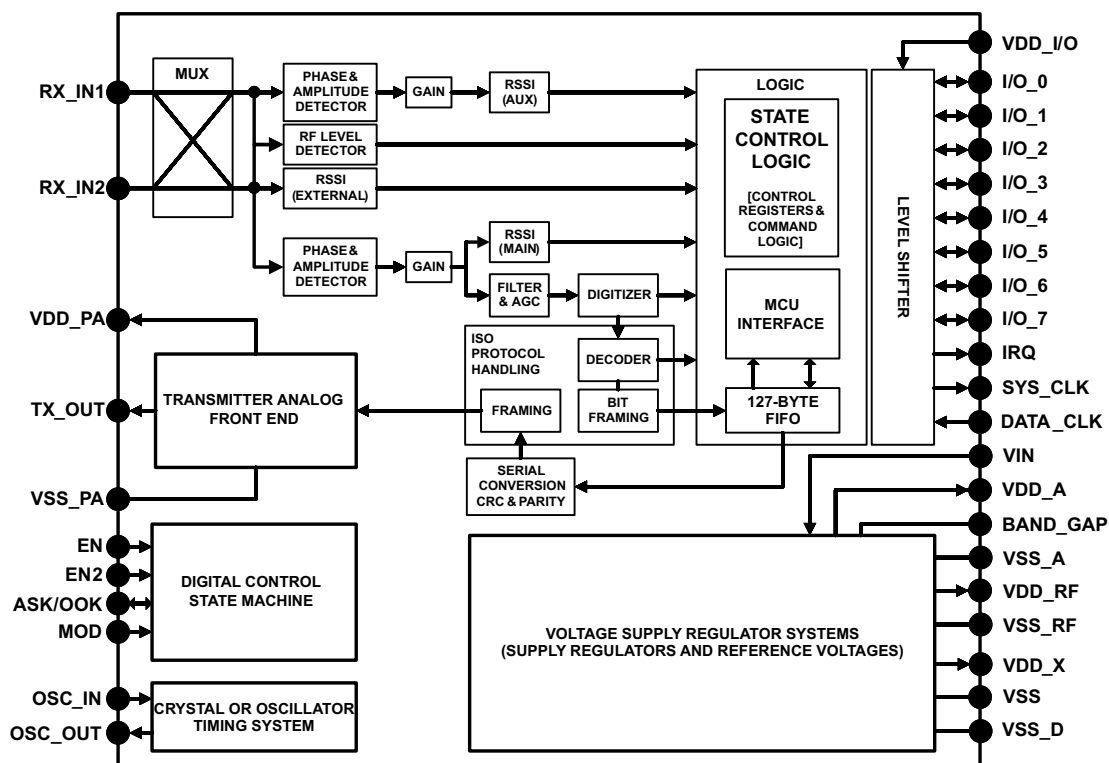 MUX
RX_IN1
RX_IN2
PHASE &
AMPLITUDE
DETECTOR
GAIN
RSSI
(AUX)
RF LEVEL
DETECTOR
RSSI
(EXTERNAL)
PHASE &
AMPLITUDE
DETECTOR
GAIN
RSSI
(MAIN)
FILTER
& AGC
DIGITIZER
ISO
PROTOCOL
HANDLING
DECODER
FRAMING
BIT
FRAMING
SERIAL
CONVERSION
CRC & PARITY
LOGIC
STATE
CONTROL
LOGIC
[CONTROL
REGISTERS &
COMMAND
LOGIC]
MCU
INTERFACE
127-BYTE
FIFO
LEVEL SHIFTER
VDD_I/O
I/O_0
I/O_1
I/O_2
I/O_3
I/O_4
I/O_5
I/O_6
I/O_7
IRQ
SYS_CLK
DATA_CLK
VIN
VDD_A
BAND_GAP
VSS_A
VDD_RF
VSS_RF
VDD_X
VSS
VSS_D
VDD_PA
TX_OUT
VSS_PA
TRANSMITTER ANALOG
FRONT END
EN
EN2
ASK/OOK
MOD
DIGITAL CONTROL
STATE MACHINE
OSC_IN
OSC_OUT
CRYSTAL OR OSCILLATOR
TIMING SYSTEM
VOLTAGE SUPPLY REGULATOR SYSTEMS
(SUPPLY REGULATORS AND REFERENCE VOLTAGES)